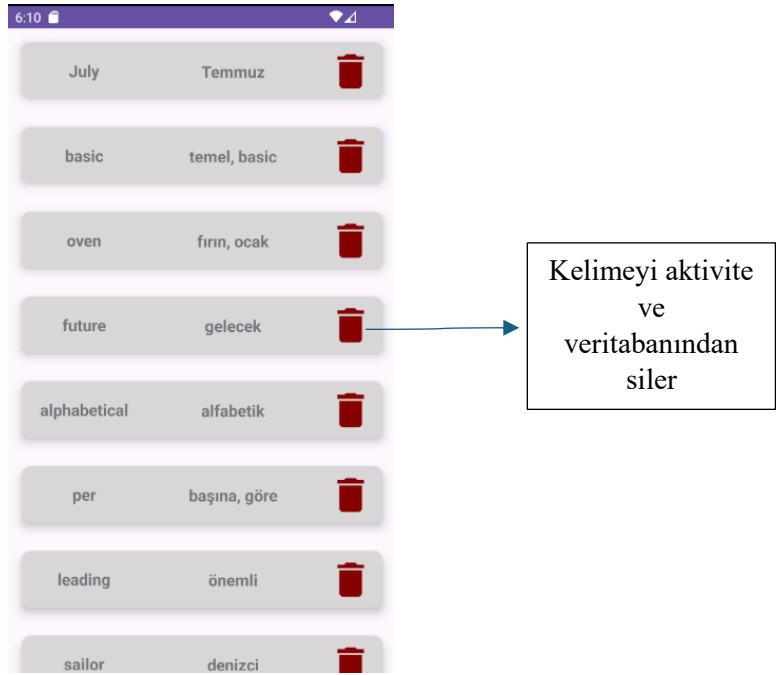 6:10
July Temmuz
basic temel, basic
oven fırın, ocak
future gelecek
alphabetical alfabetik
per başına, göre
leading önemli
sailor denizci
Kelimeyi aktivite
ve
veritabanından
siler